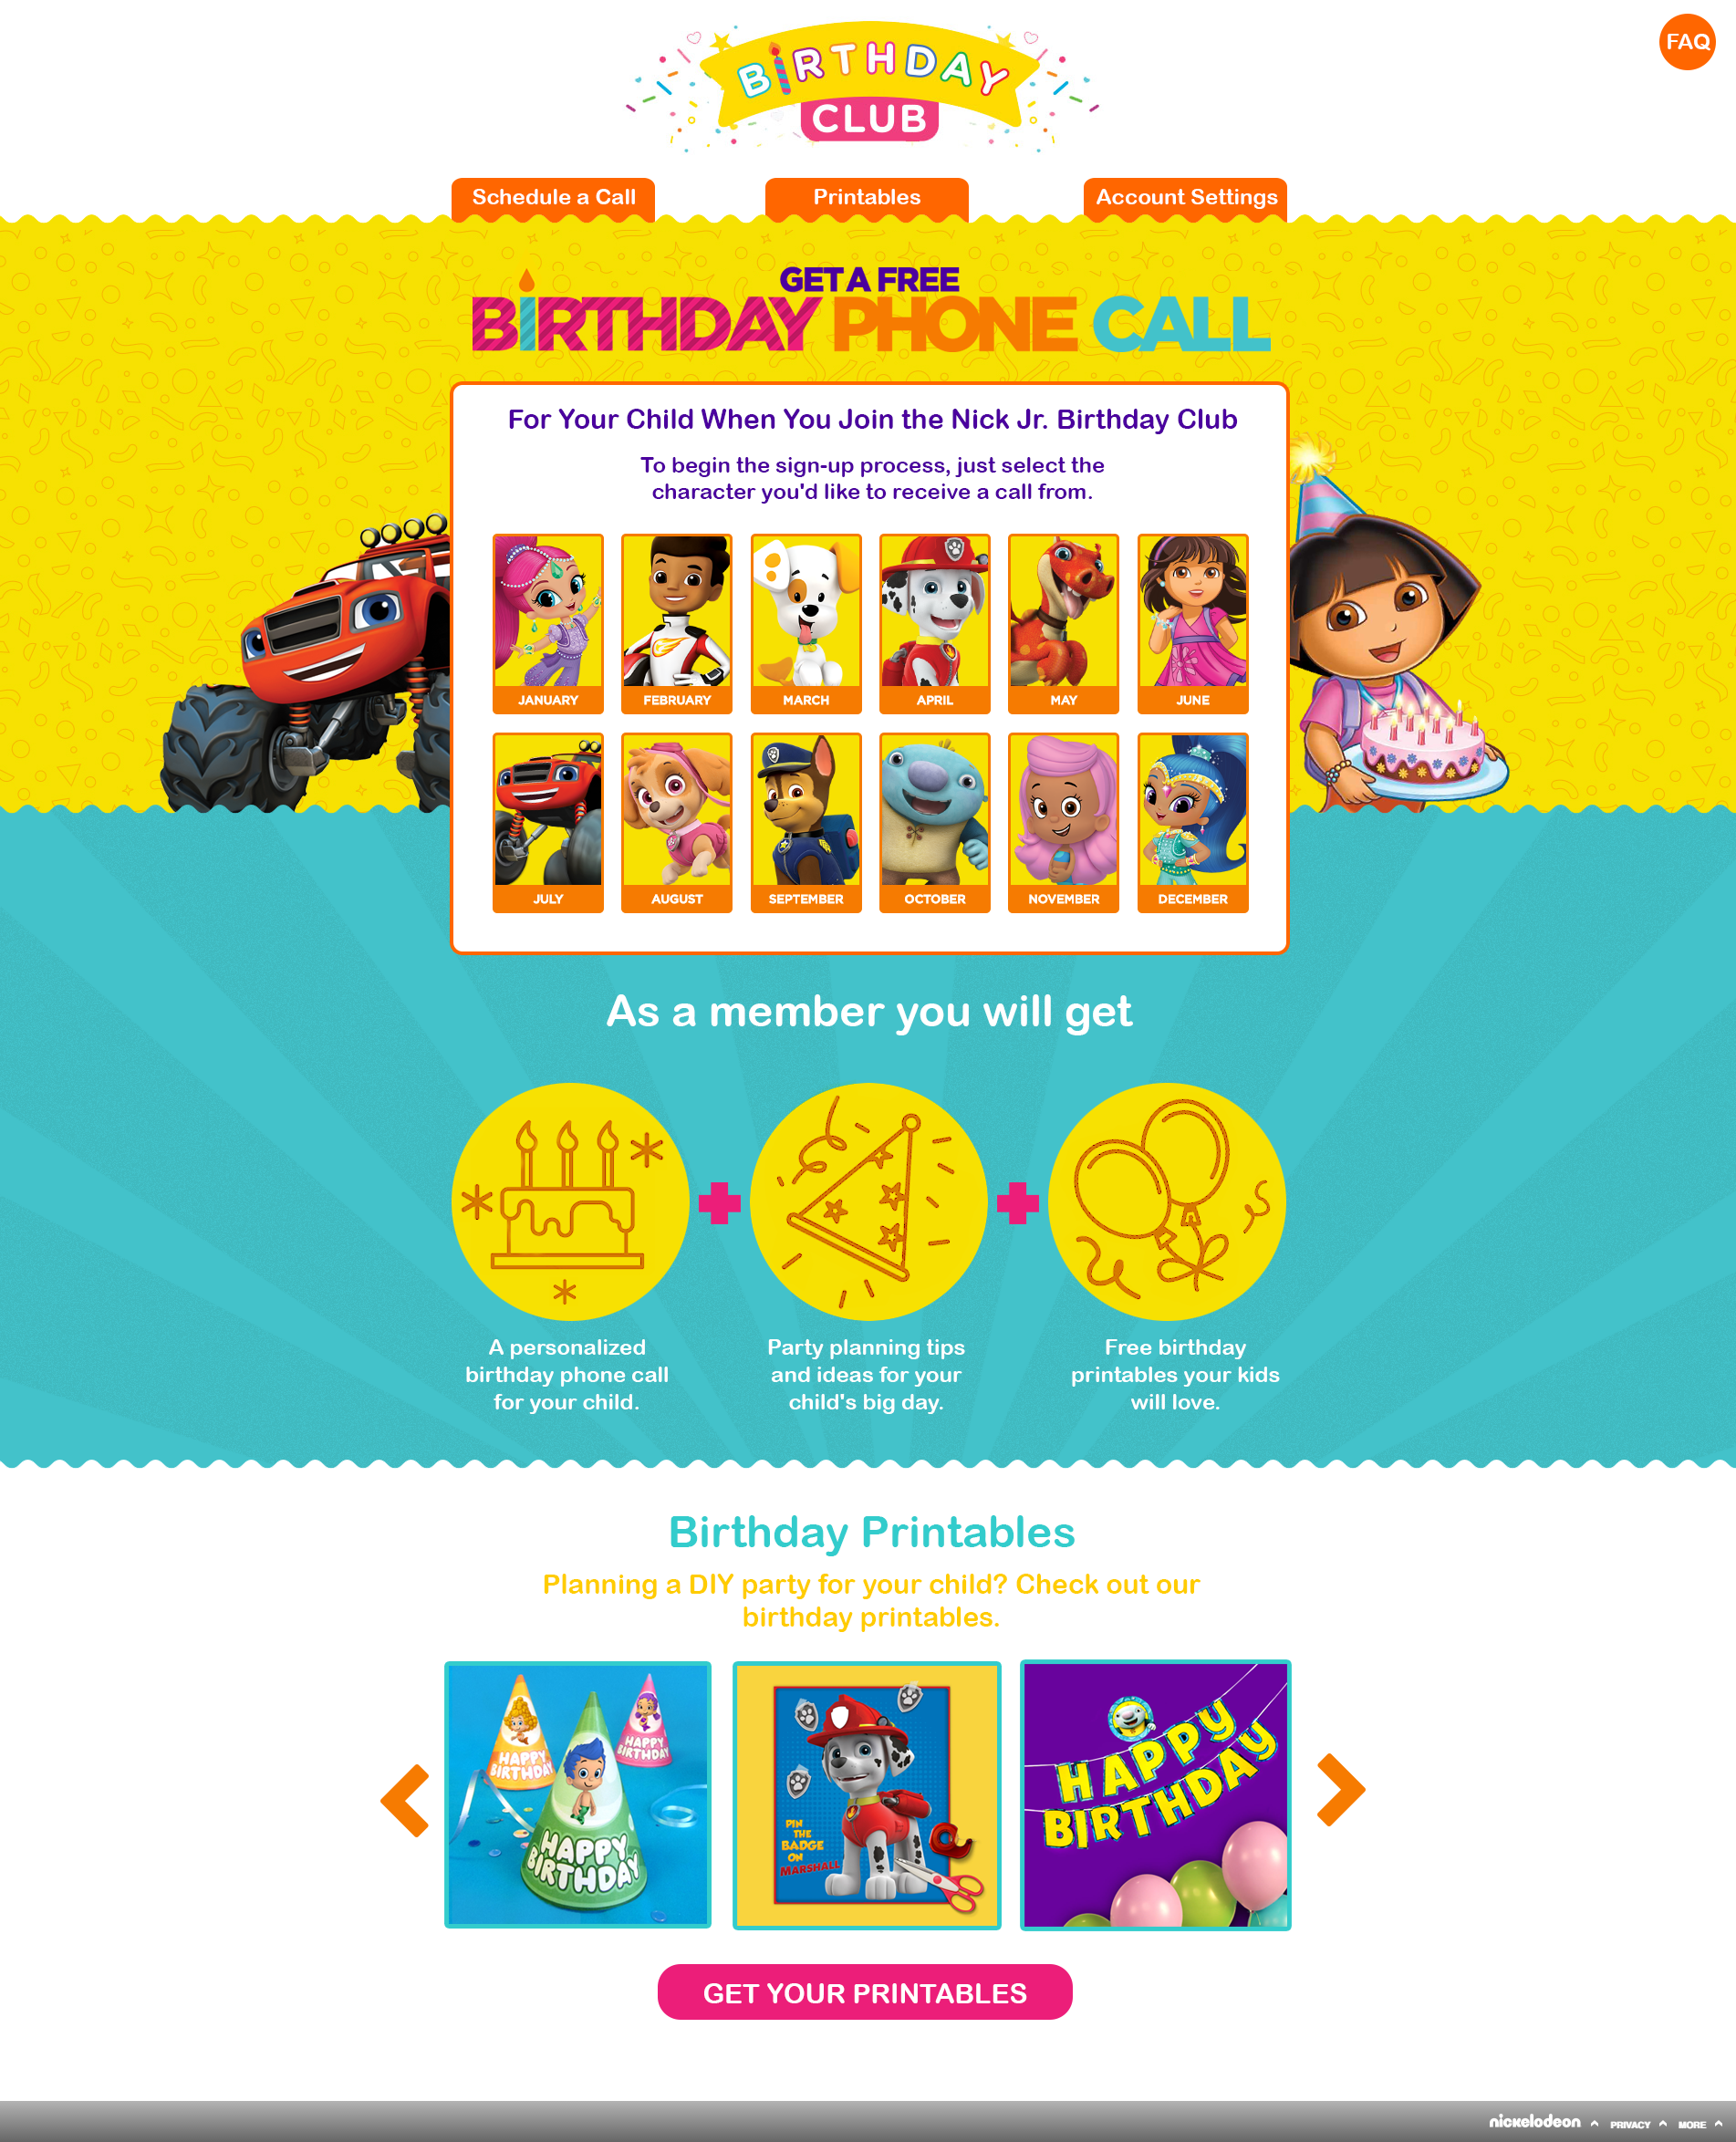 BIRTHDAY
CLUB
FAQ
Schedule a Call
Printables
Account Settings
GET A FREE
BIRTHDAY PHONE CALL
For Your Child When You Join the Nick Jr. Birthday Club
To begin the sign-up process, just select the
character you'd like to receive a call from.
JANUARY
FEBRUARY
MARCH
APRIL
MAY
JUNE
JULY
AUGUST
SEPTEMBER
OCTOBER
NOVEMBER
DECEMBER
As a member you will get
A personalized
birthday phone call
for your child.
Party planning tips
and ideas for your
child's big day.
Free birthday
printables your kids
will love.
Birthday Printables
Planning a DIY party for your child? Check out our
birthday printables.
HAPPY
BIRTHDAY
HAPPY
BIRTHDAY
HAPPY
BIRTHDAY
PIN
THE
BADGE
ON
MARSHALL
HAPPY
BIRTHDAY
GET YOUR PRINTABLES
nickelodeon
PRIVACY
MORE